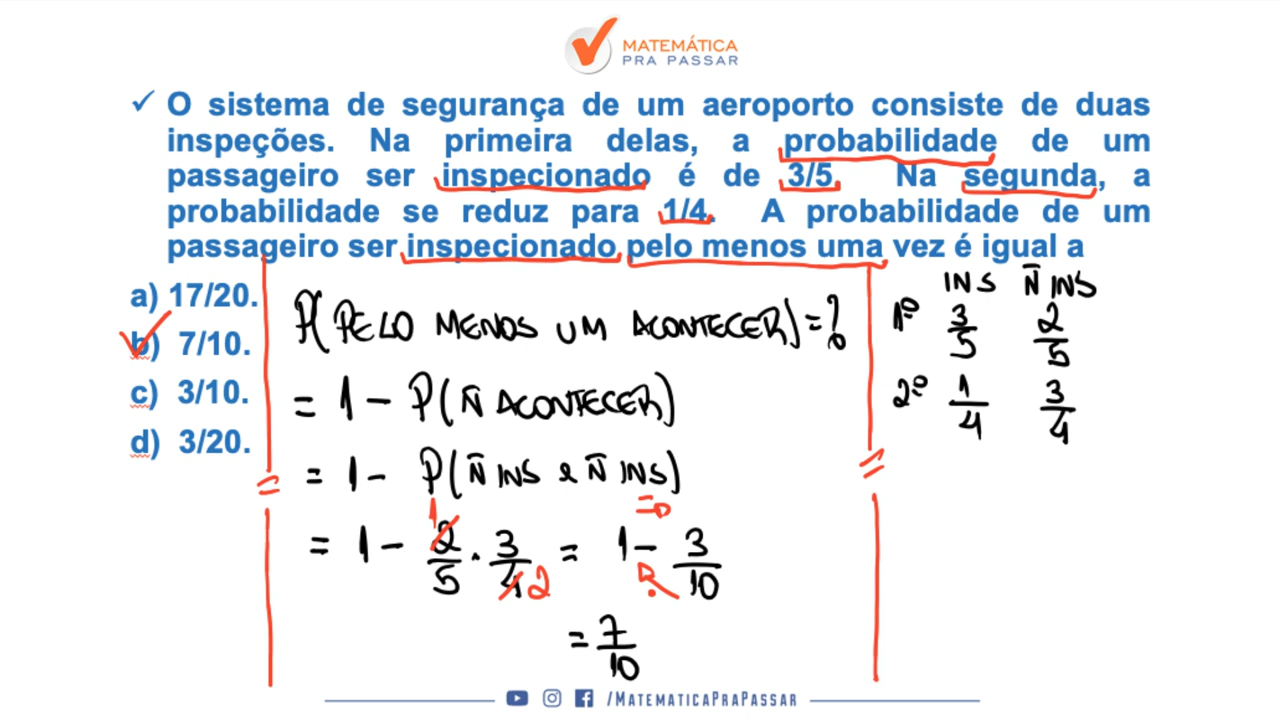 MATEMÁTICA
PRA PASSAR
✓ O sistema de segurança de um aeroporto consiste de duas
inspeções. Na primeira delas, a probabilidade de um
passageiro ser inspecionado é de 3/5. Na segunda, a
probabilidade se reduz para 1/4. A probabilidade de um
passageiro ser inspecionado pelo menos uma vez é igual a
a) 17/20.
b) 7/10.
c) 3/10.
d) 3/20.
P(PELO MENOS UM ACONTECER) = ?
= 1 - P(Ñ ACONTECER)
= 1 - P(Ñ INS e Ñ INS)
1
= 1 - 2/5 . 3/4 = 1 - 3/10
2
= 7/10
INS Ñ INS
1º 3/5 2/5
2º 1/4 3/4
/MATEMATICAPRAPASSAR